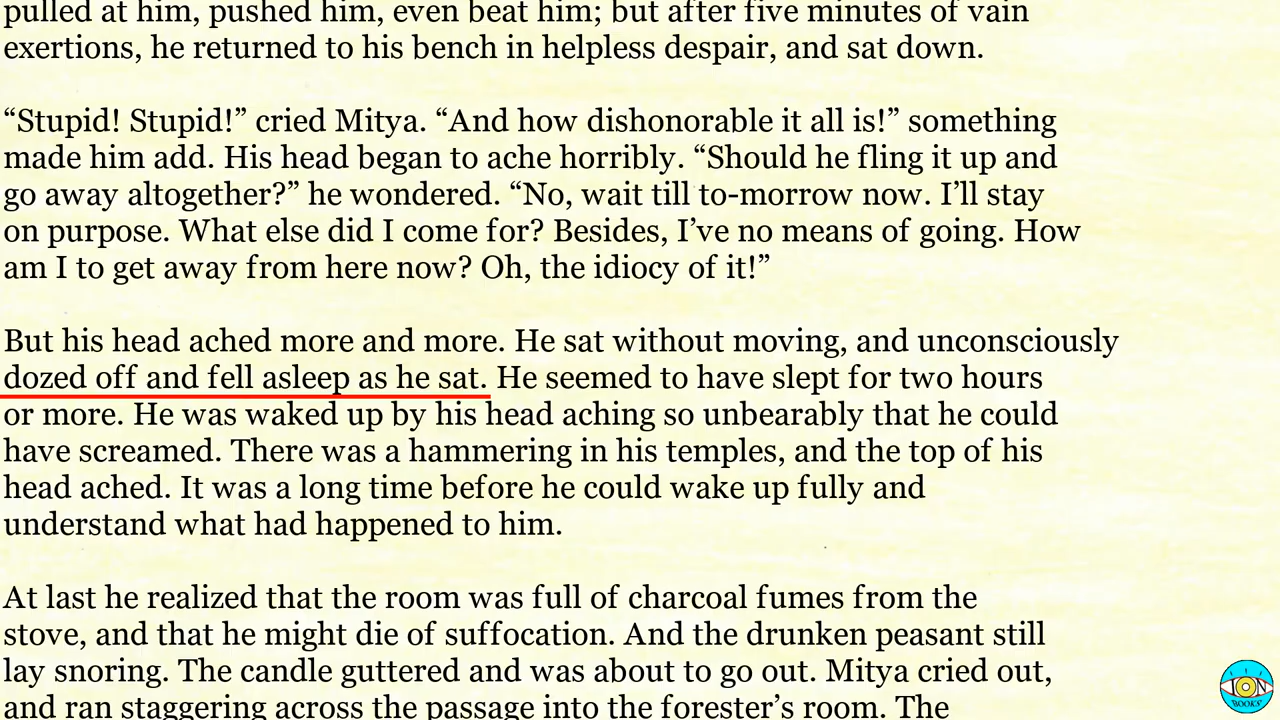 pulled at him, pushed him, even beat him; but after five minutes of vain
exertions, he returned to his bench in helpless despair, and sat down.
“Stupid! Stupid!” cried Mitya. “And how dishonorable it all is!” something
made him add. His head began to ache horribly. “Should he fling it up and
go away altogether?” he wondered. “No, wait till to-morrow now. I’ll stay
on purpose. What else did I come for? Besides, I’ve no means of going. How
am I to get away from here now? Oh, the idiocy of it!”
But his head ached more and more. He sat without moving, and unconsciously
dozed off and fell asleep as he sat. He seemed to have slept for two hours
or more. He was waked up by his head aching so unbearably that he could
have screamed. There was a hammering in his temples, and the top of his
head ached. It was a long time before he could wake up fully and
understand what had happened to him.
At last he realized that the room was full of charcoal fumes from the
stove, and that he might die of suffocation. And the drunken peasant still
lay snoring. The candle guttered and was about to go out. Mitya cried out,
and ran staggering across the passage into the forester’s room. The
ION
BOOKS